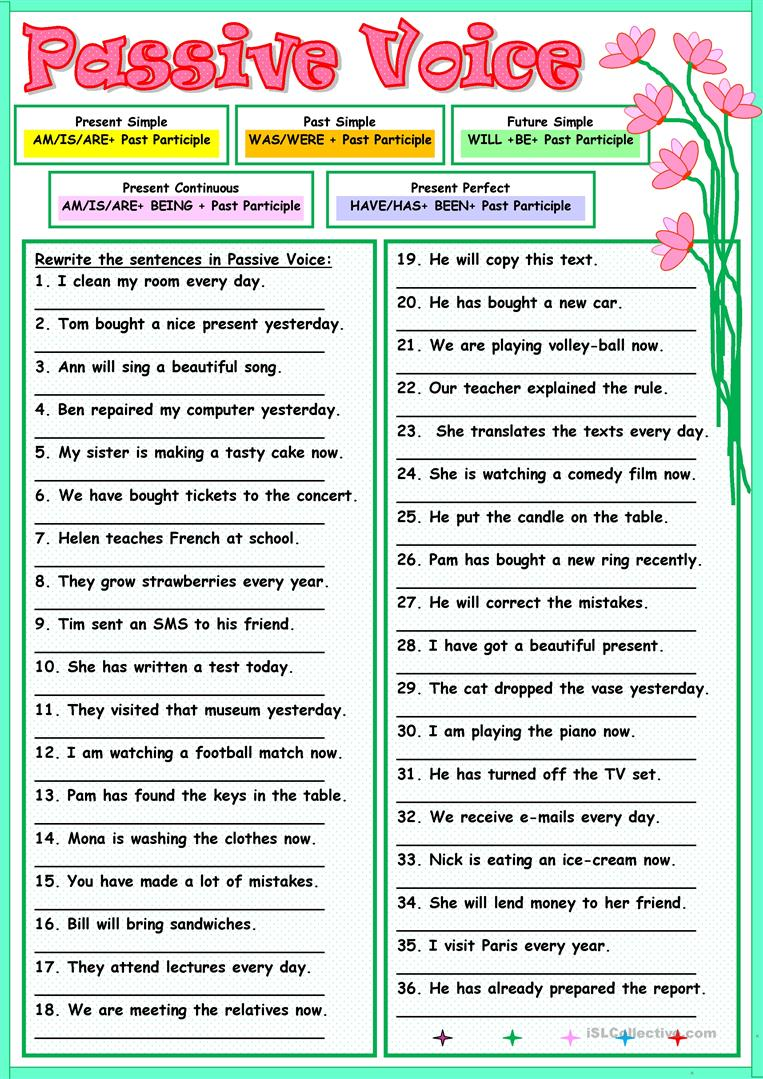 Passive Voice
Present Simple
AM/IS/ARE+ Past Participle
Past Simple
WAS/WERE + Past Participle
Future Simple
WILL +BE+ Past Participle
Present Continuous
AM/IS/ARE+ BEING + Past Participle
Present Perfect
HAVE/HAS+ BEEN+ Past Participle
Rewrite the sentences in Passive Voice:
1. I clean my room every day.
2. Tom bought a nice present yesterday.
3. Ann will sing a beautiful song.
4. Ben repaired my computer yesterday.
5. My sister is making a tasty cake now.
6. We have bought tickets to the concert.
7. Helen teaches French at school.
8. They grow strawberries every year.
9. Tim sent an SMS to his friend.
10. She has written a test today.
11. They visited that museum yesterday.
12. I am watching a football match now.
13. Pam has found the keys in the table.
14. Mona is washing the clothes now.
15. You have made a lot of mistakes.
16. Bill will bring sandwiches.
17. They attend lectures every day.
18. We are meeting the relatives now.
19. He will copy this text.
20. He has bought a new car.
21. We are playing volley-ball now.
22. Our teacher explained the rule.
23. She translates the texts every day.
24. She is watching a comedy film now.
25. He put the candle on the table.
26. Pam has bought a new ring recently.
27. He will correct the mistakes.
28. I have got a beautiful present.
29. The cat dropped the vase yesterday.
30. I am playing the piano now.
31. He has turned off the TV set.
32. We receive e-mails every day.
33. Nick is eating an ice-cream now.
34. She will lend money to her friend.
35. I visit Paris every year.
36. He has already prepared the report.
iSLCollective.com